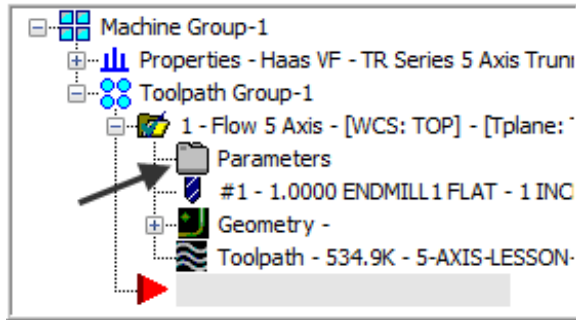 Machine Group-1
Properties - Haas VF - TR Series 5 Axis
Toolpath Group-1
1 - Flow 5 Axis - [WCS: TOP] - [Tplane:
Parameters
#1 - 1.0000 ENDMILL1 FLAT - 1 INC
Geometry -
Toolpath - 534.9K - 5-AXIS-LESSON-